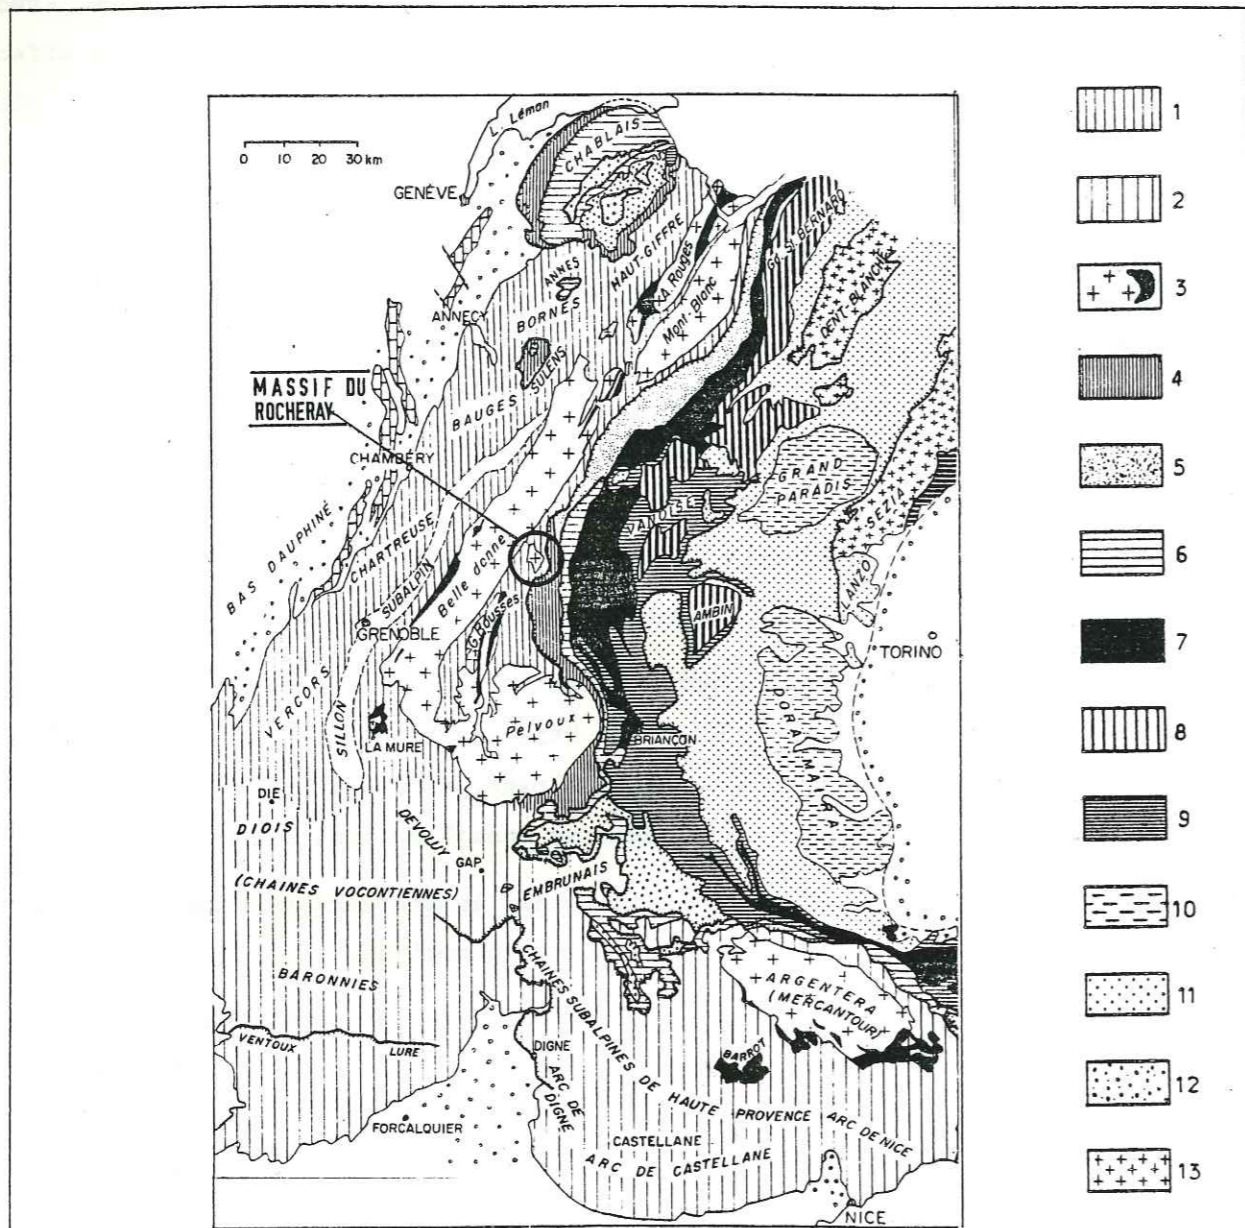 L. Léman
0 10 20 30 km
GENÈVE
CHABLAIS
HAUT-GIFFRE
ANNES
BORNES
SULENS
ANNECY
A. Rouges
Mont-Blanc
Gd. St. BERNARD
DENT-BLANCHE
MASSIF DU
ROCHERAY
BAUGES
CHAMBÉRY
BAS DAUPHINÉ
CHARTREUSE
SUBALPIN
SILLON
GRENOBLE
VERCORS
Belle donne
G. Rousses
VANOISE
GRAND
PARADIS
SEZIA
LANZO
AMBIN
TORINO
DORA MAIRA
Pelvoux
BRIANÇON
LA MURE
DIE
DIOIS
DEVOLUY
GAP
EMBRUNAIS
(CHAINES VOCONTIENNES)
BARONNIES
VENTOUX
LURE
CHAINES SUBALPINES DE HAUTE PROVENCE
ARC DE NICE
ARGENTERA
(MERCANTOUR)
BARROT
DIGNE
ARC DE
DIGNE
FORCALQUIER
CASTELLANE
ARC DE CASTELLANE
NICE
1
2
3
4
5
6
7
8
9
10
11
12
13